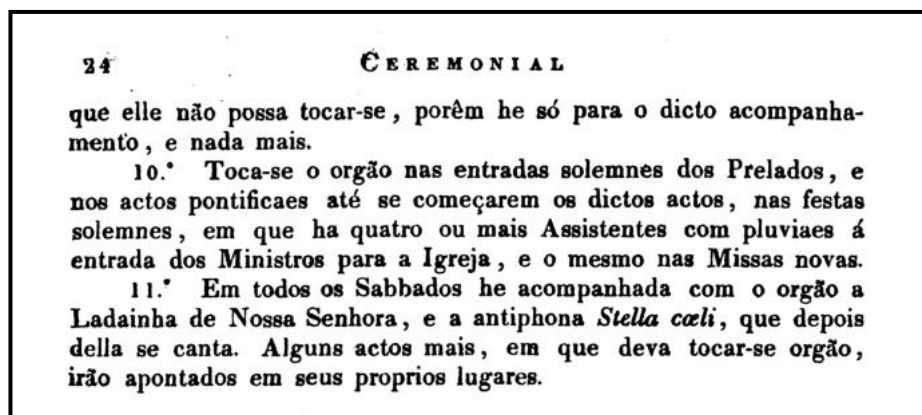 24 CEREMONIAL
que elle não possa tocar-se, porêm he só para o dicto acompanha-
mento, e nada mais.
10.º Toca-se o orgão nas entradas solemnes dos Prelados, e
nos actos pontificaes até se começarem os dictos actos, nas festas
solemnes, em que ha quatro ou mais Assistentes com pluviaes á
entrada dos Ministros para a Igreja, e o mesmo nas Missas novas.
11.º Em todos os Sabbados he acompanhada com o orgão a
Ladainha de Nossa Senhora, e a antiphona Stella cœli, que depois
della se canta. Alguns actos mais, em que deva tocar-se orgão,
irão apontados em seus proprios lugares.